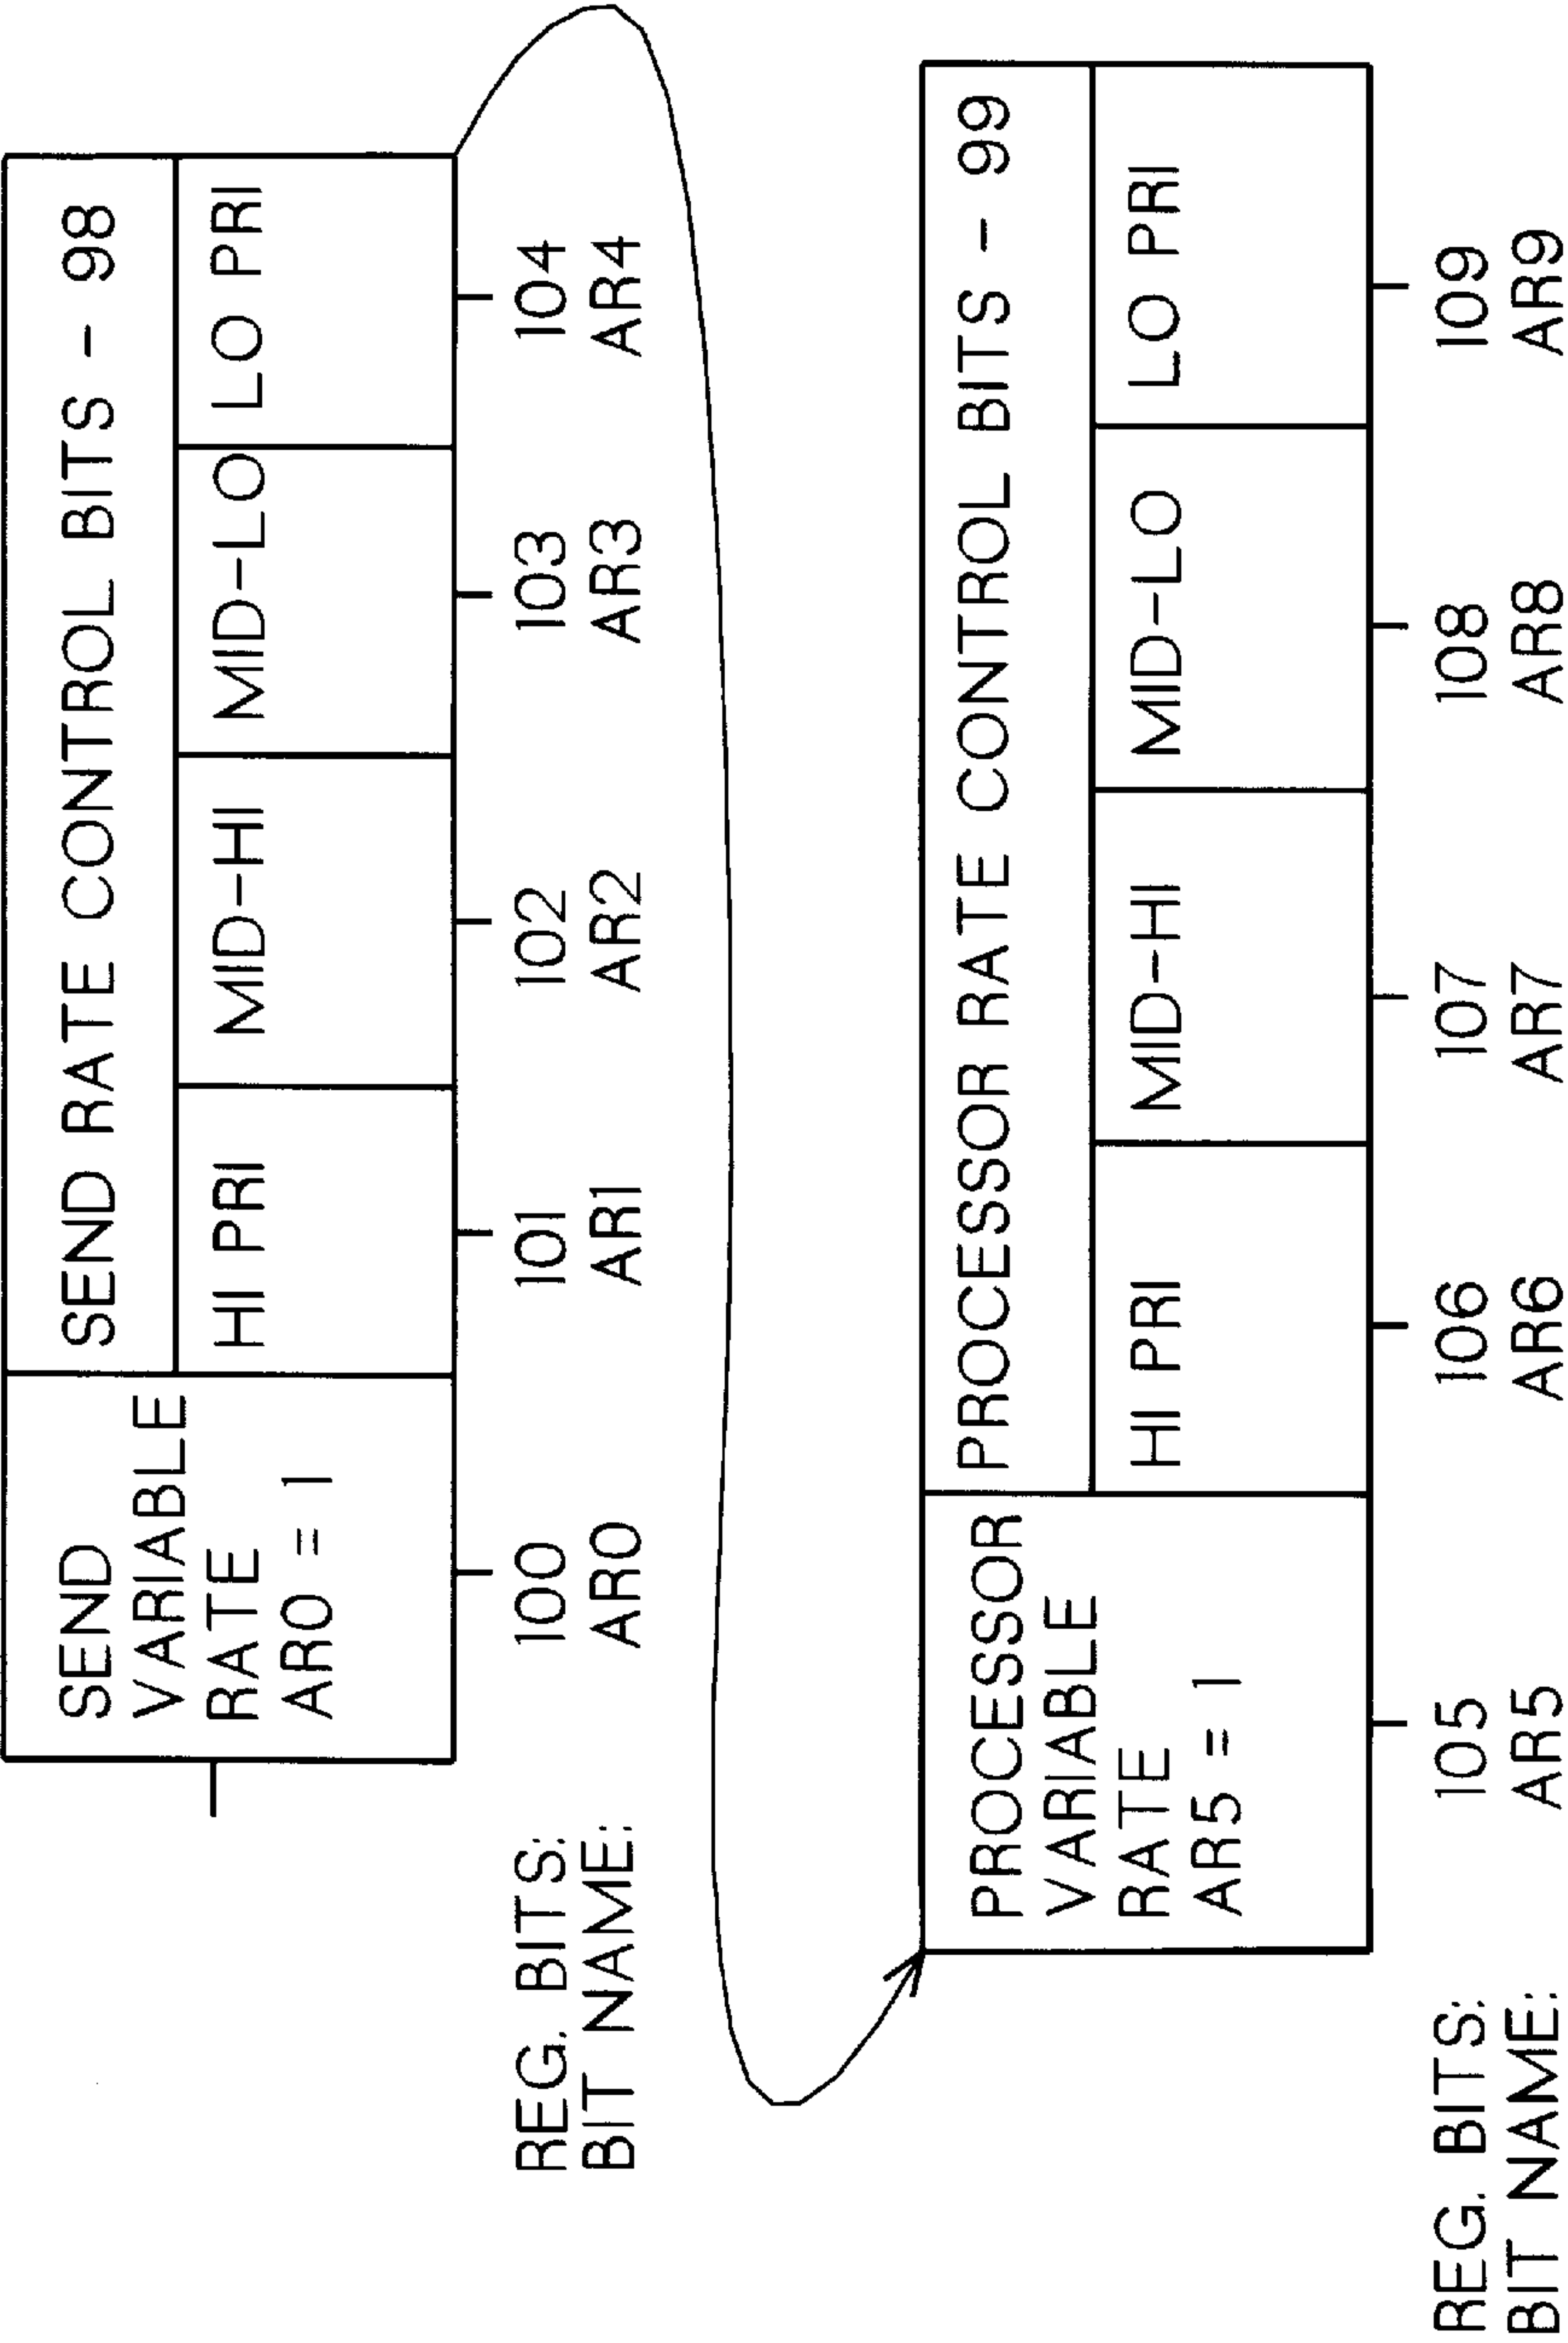 SEND
VARIABLE
RATE
AR0 = 1
SEND RATE CONTROL BITS - 98
HI PRI
MID-HI
MID-LO
LO PRI
REG. BITS: 100 101 102 103 104
BIT NAME: AR0 AR1 AR2 AR3 AR4
PROCESSOR
VARIABLE
RATE
AR5 = 1
PROCESSOR RATE CONTROL BITS - 99
HI PRI
MID-HI
MID-LO
LO PRI
REG. BITS: 105 106 107 108 109
BIT NAME: AR5 AR6 AR7 AR8 AR9